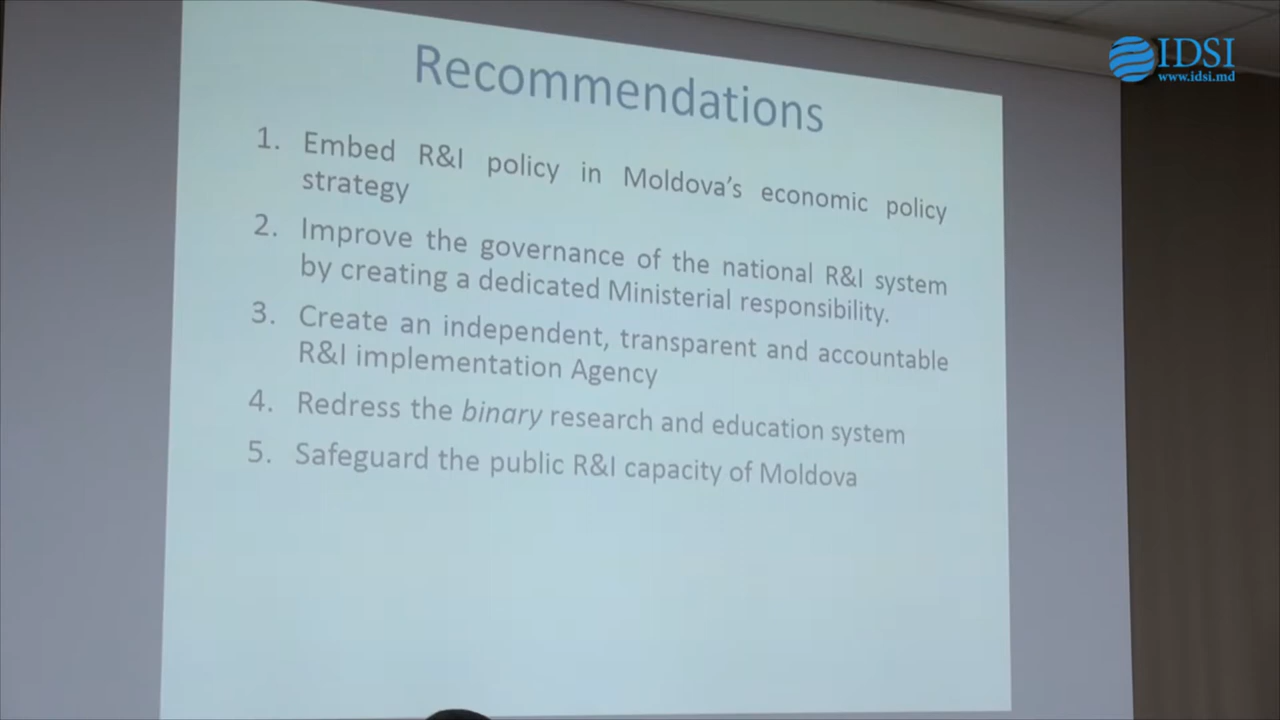 IDSI
www.idsi.md
Recommendations
1. Embed R&I policy in Moldova's economic policy
strategy
2. Improve the governance of the national R&I system
by creating a dedicated Ministerial responsibility.
3. Create an independent, transparent and accountable
R&I implementation Agency
4. Redress the binary research and education system
5. Safeguard the public R&I capacity of Moldova